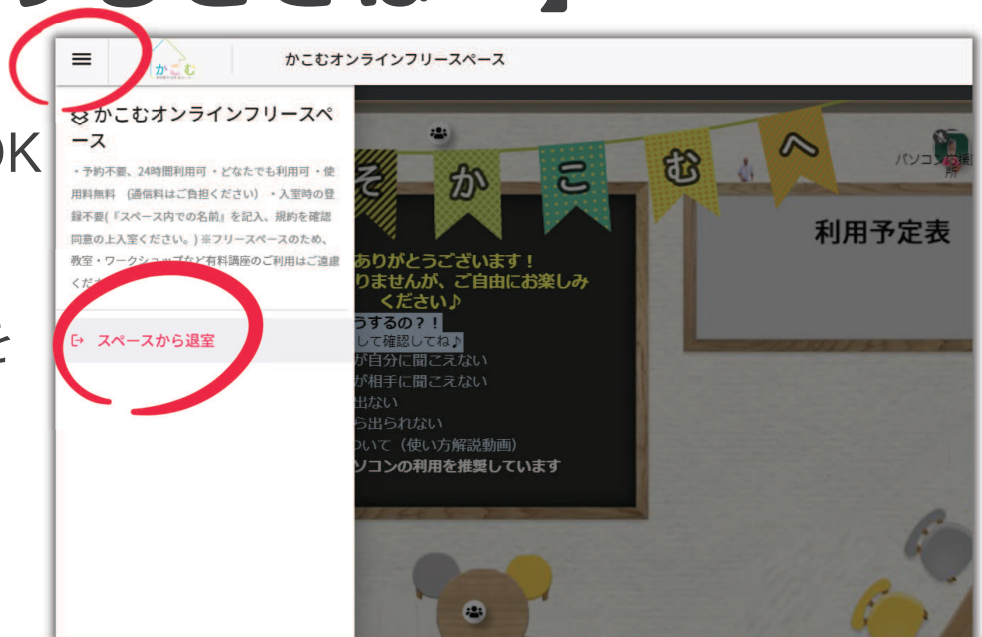 かこむ
かこむオンラインフリースペース
かこむオンラインフリースペ
ース
OK
・予約不要、24時間利用可・どなたでも利用可・使
用料無料 (通信料はご負担ください) ・入室時の登
録不要(『スペース内での名前』を記入、規約を確認
同意の上入室ください。)※フリースペースのため、
教室・ワークショップなど有料講座のご利用はご遠慮
くだ
を
スペースから退室
そ
か
こ
む
へ
パソコン
所
利用予定表
ありがとうございます！
りませんが、ご自由にお楽しみ
ください♪
うするの？！
して確認してね♪
が自分に聞こえない
が相手に聞こえない
出ない
ら出られない
ついて（使い方解説動画）
ソコンの利用を推奨しています